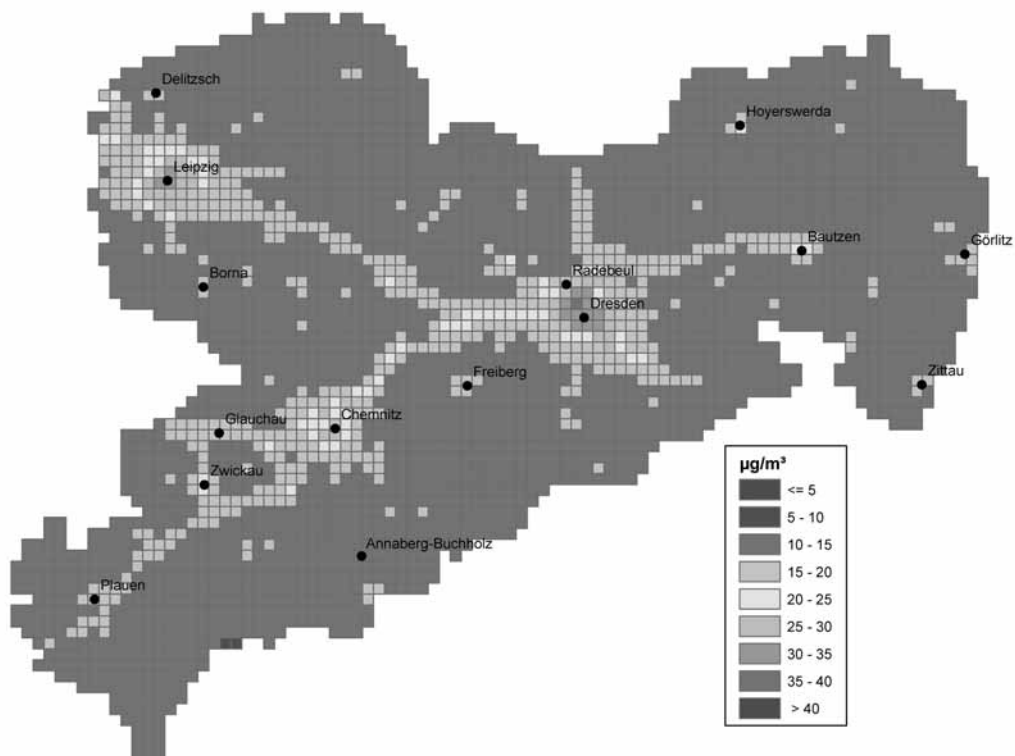 Delitzsch
Hoyerswerda
Leipzig
Bautzen
Görlitz
Borna
Radebeul
Dresden
Freiberg
Zittau
Glauchau
Chemnitz
Zwickau
Annaberg-Buchholz
Plauen
µg/m³
<= 5
5 - 10
10 - 15
15 - 20
20 - 25
25 - 30
30 - 35
35 - 40
> 40